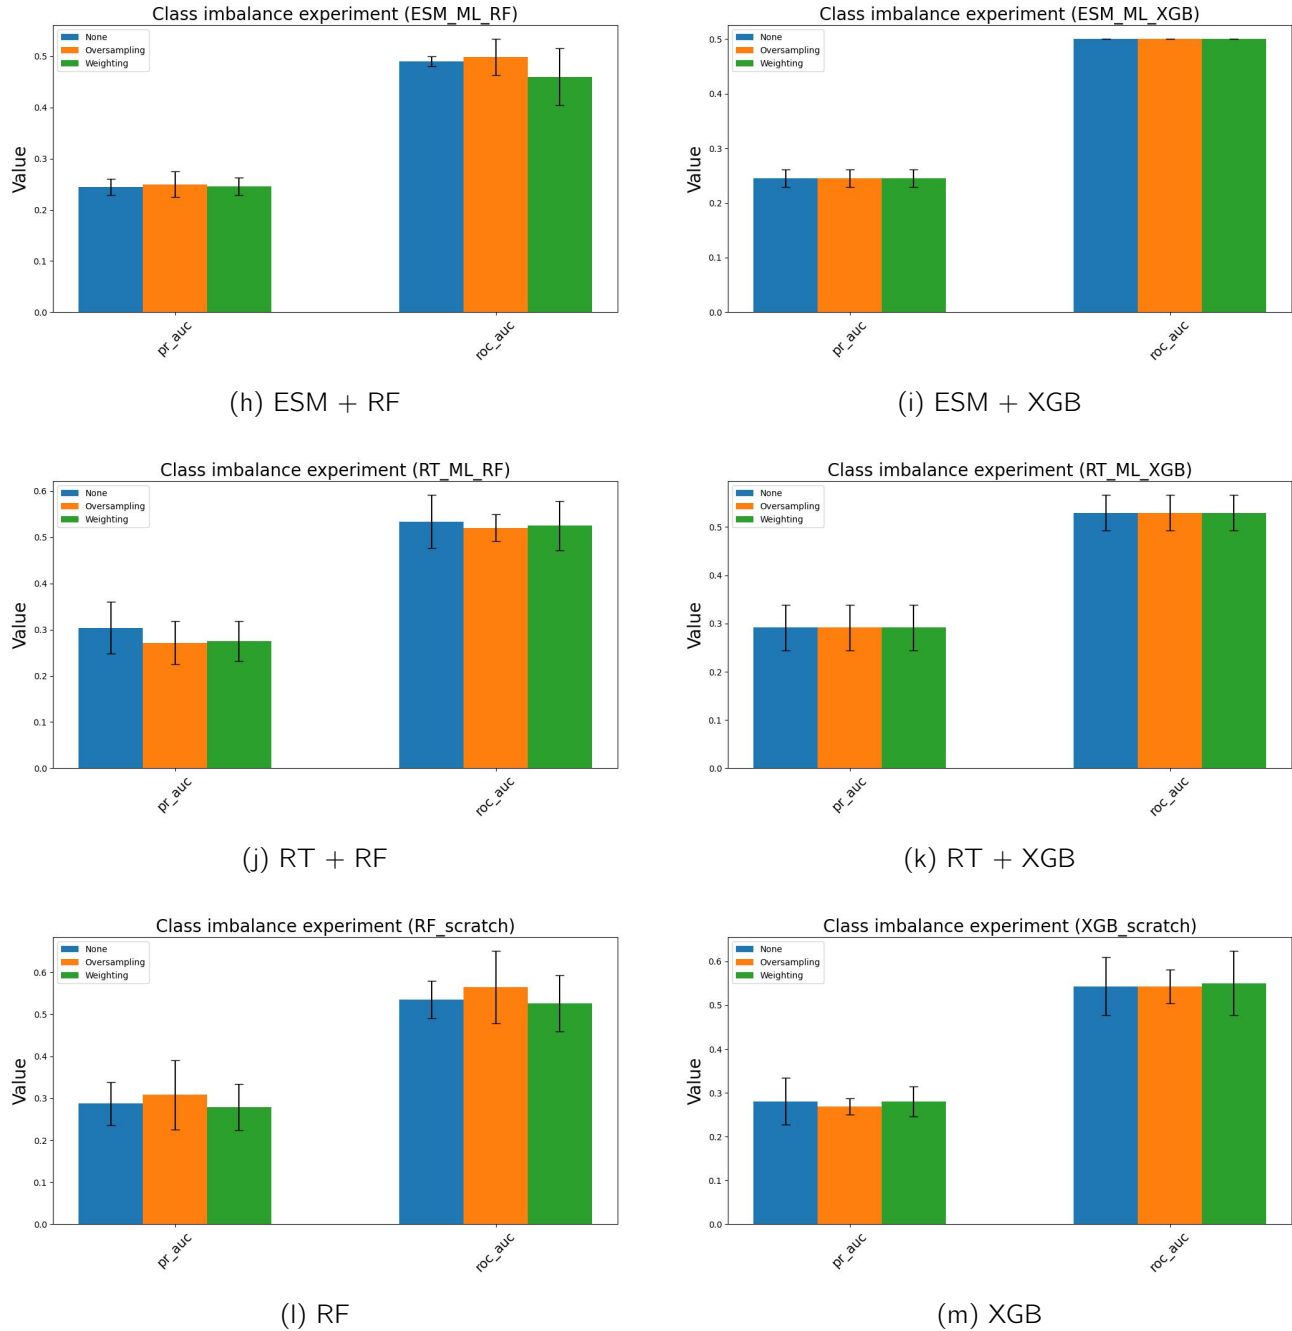 Class imbalance experiment (ESM_ML_RF)
None
Oversampling
Weighting
Value
0.5
0.4
0.3
0.2
0.1
0.0
pr_auc
roc_auc
(h) ESM + RF
Class imbalance experiment (ESM_ML_XGB)
None
Oversampling
Weighting
Value
0.5
0.4
0.3
0.2
0.1
0.0
pr_auc
roc_auc
(i) ESM + XGB
Class imbalance experiment (RT_ML_RF)
None
Oversampling
Weighting
Value
0.6
0.5
0.4
0.3
0.2
0.1
0.0
pr_auc
roc_auc
(j) RT + RF
Class imbalance experiment (RT_ML_XGB)
None
Oversampling
Weighting
Value
0.5
0.4
0.3
0.2
0.1
0.0
pr_auc
roc_auc
(k) RT + XGB
Class imbalance experiment (RF_scratch)
None
Oversampling
Weighting
Value
0.6
0.5
0.4
0.3
0.2
0.1
0.0
pr_auc
roc_auc
(l) RF
Class imbalance experiment (XGB_scratch)
None
Oversampling
Weighting
Value
0.6
0.5
0.4
0.3
0.2
0.1
0.0
pr_auc
roc_auc
(m) XGB